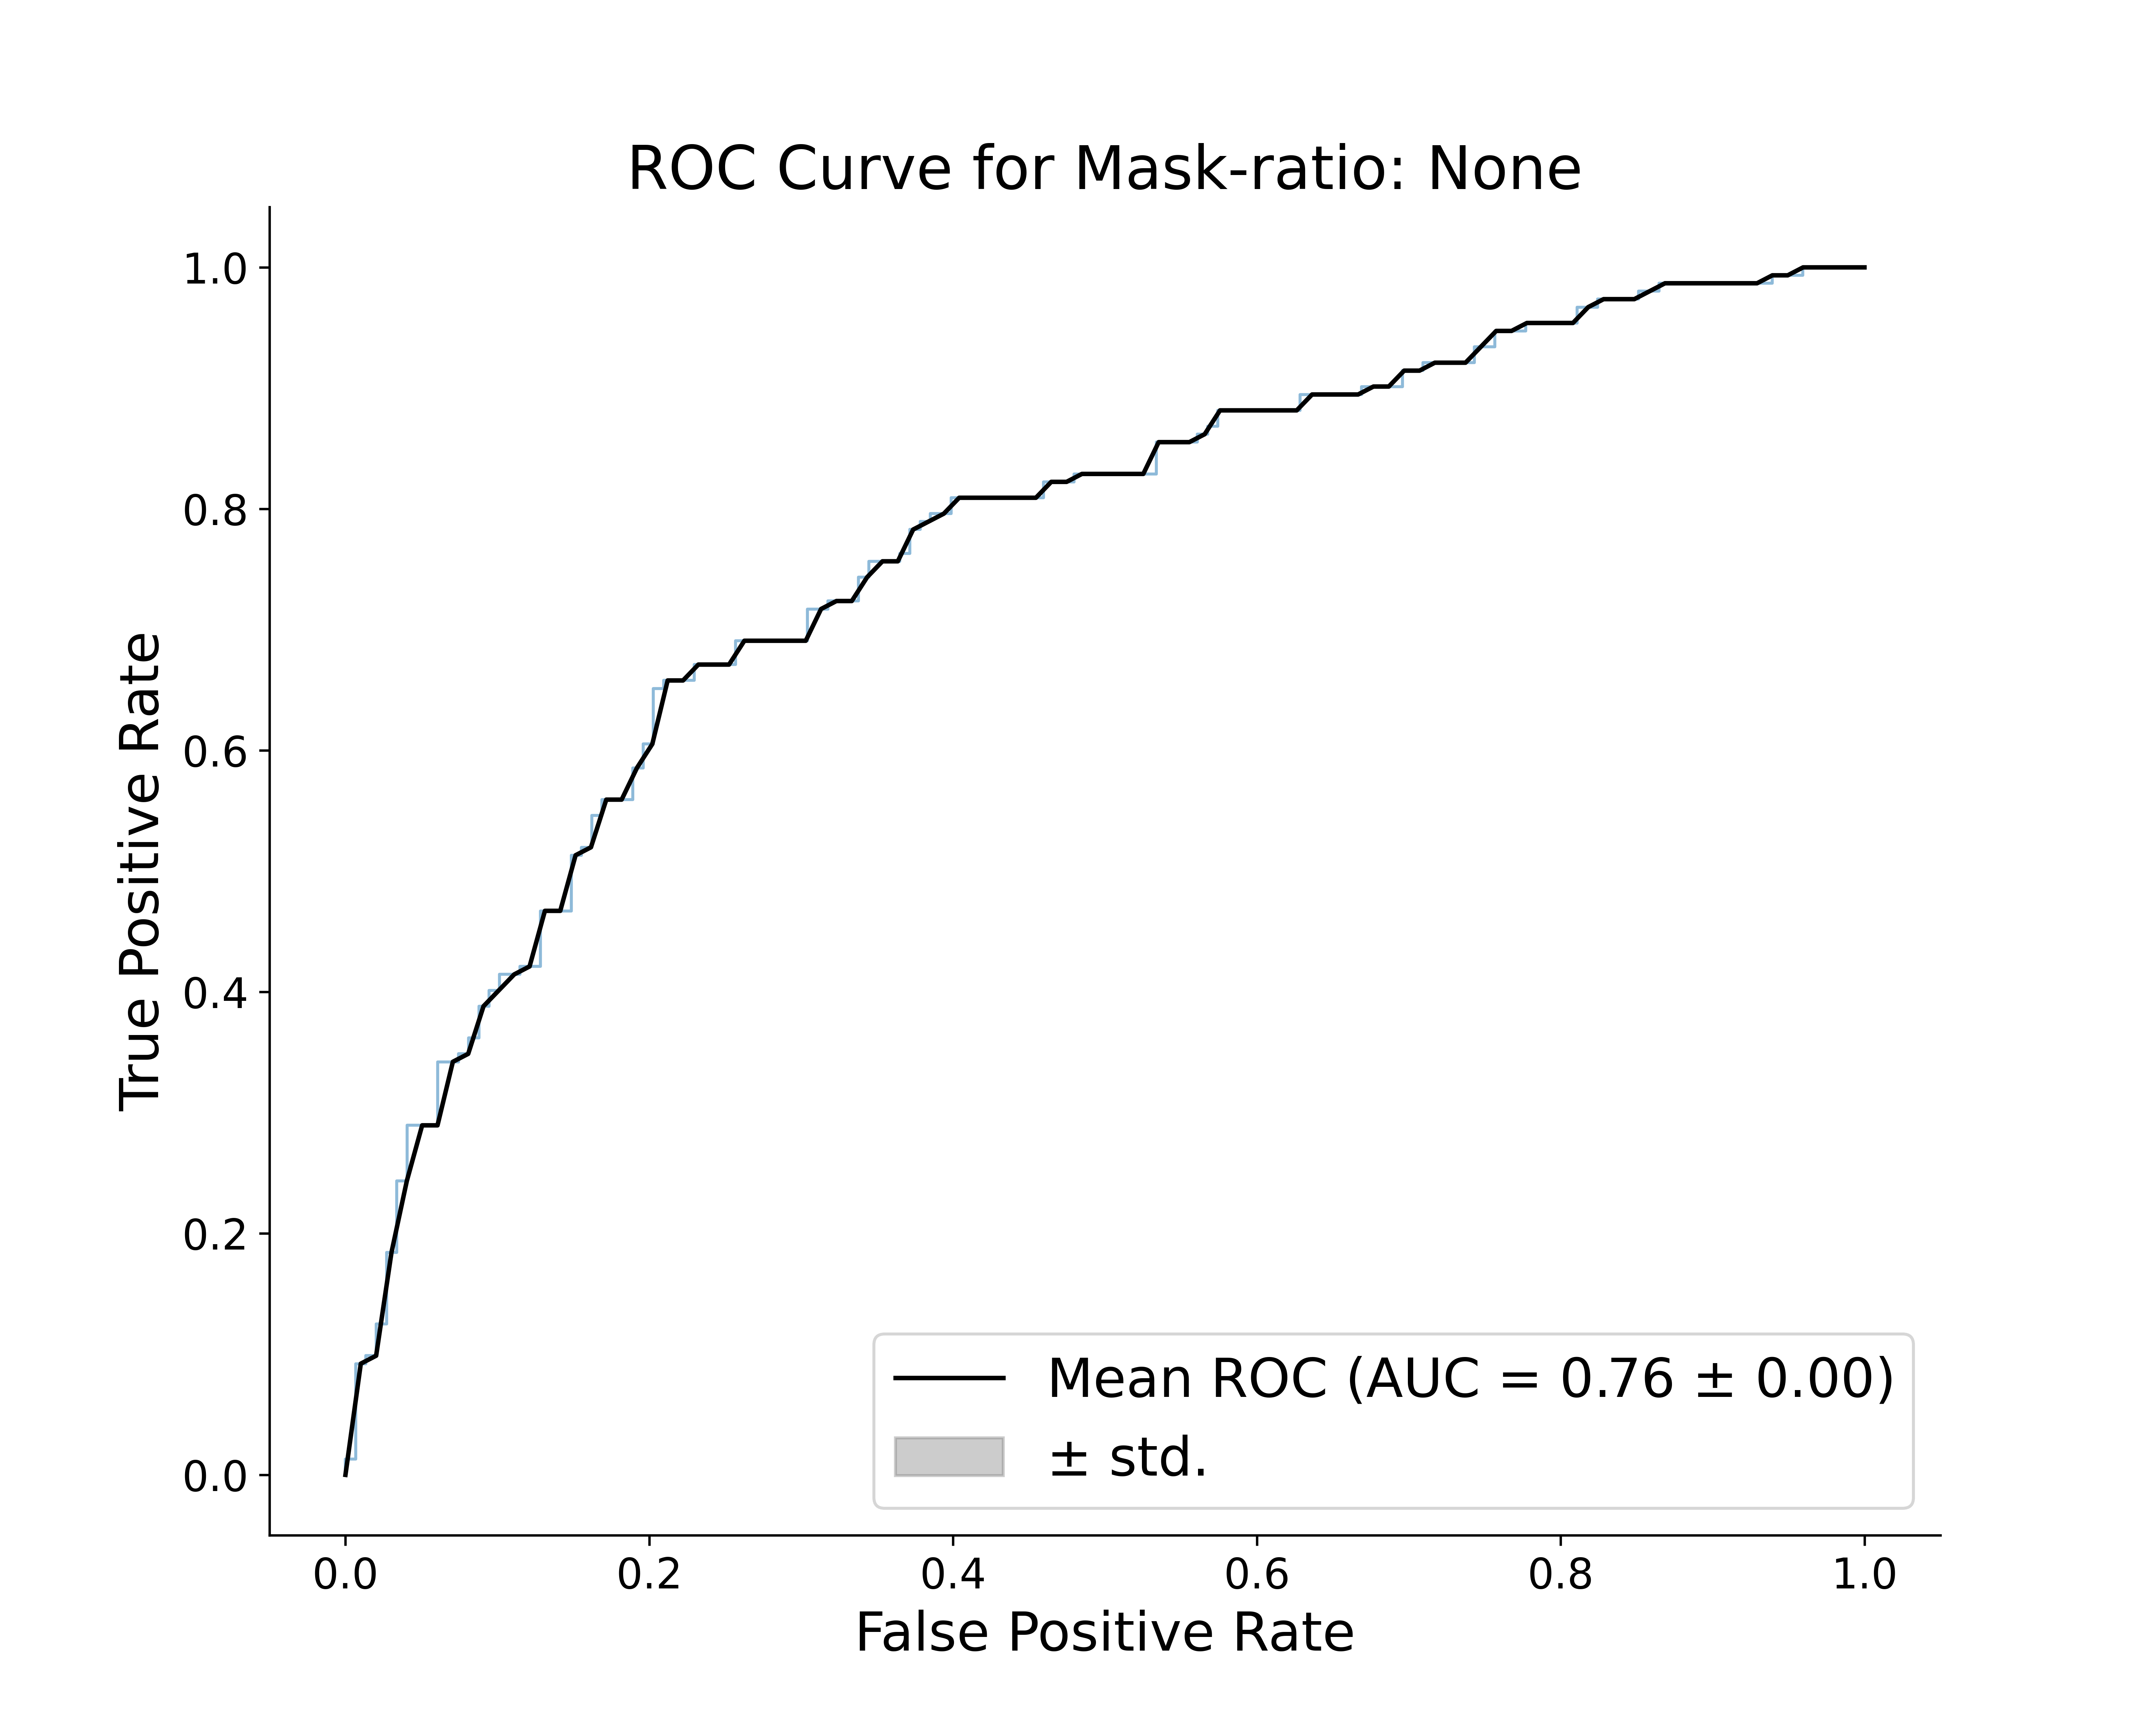 ROC Curve for Mask-ratio: None
True Positive Rate
1.0
0.8
0.6
0.4
0.2
0.0
Mean ROC (AUC = 0.76 ± 0.00)
± std.
0.0 0.2 0.4 0.6 0.8 1.0
False Positive Rate